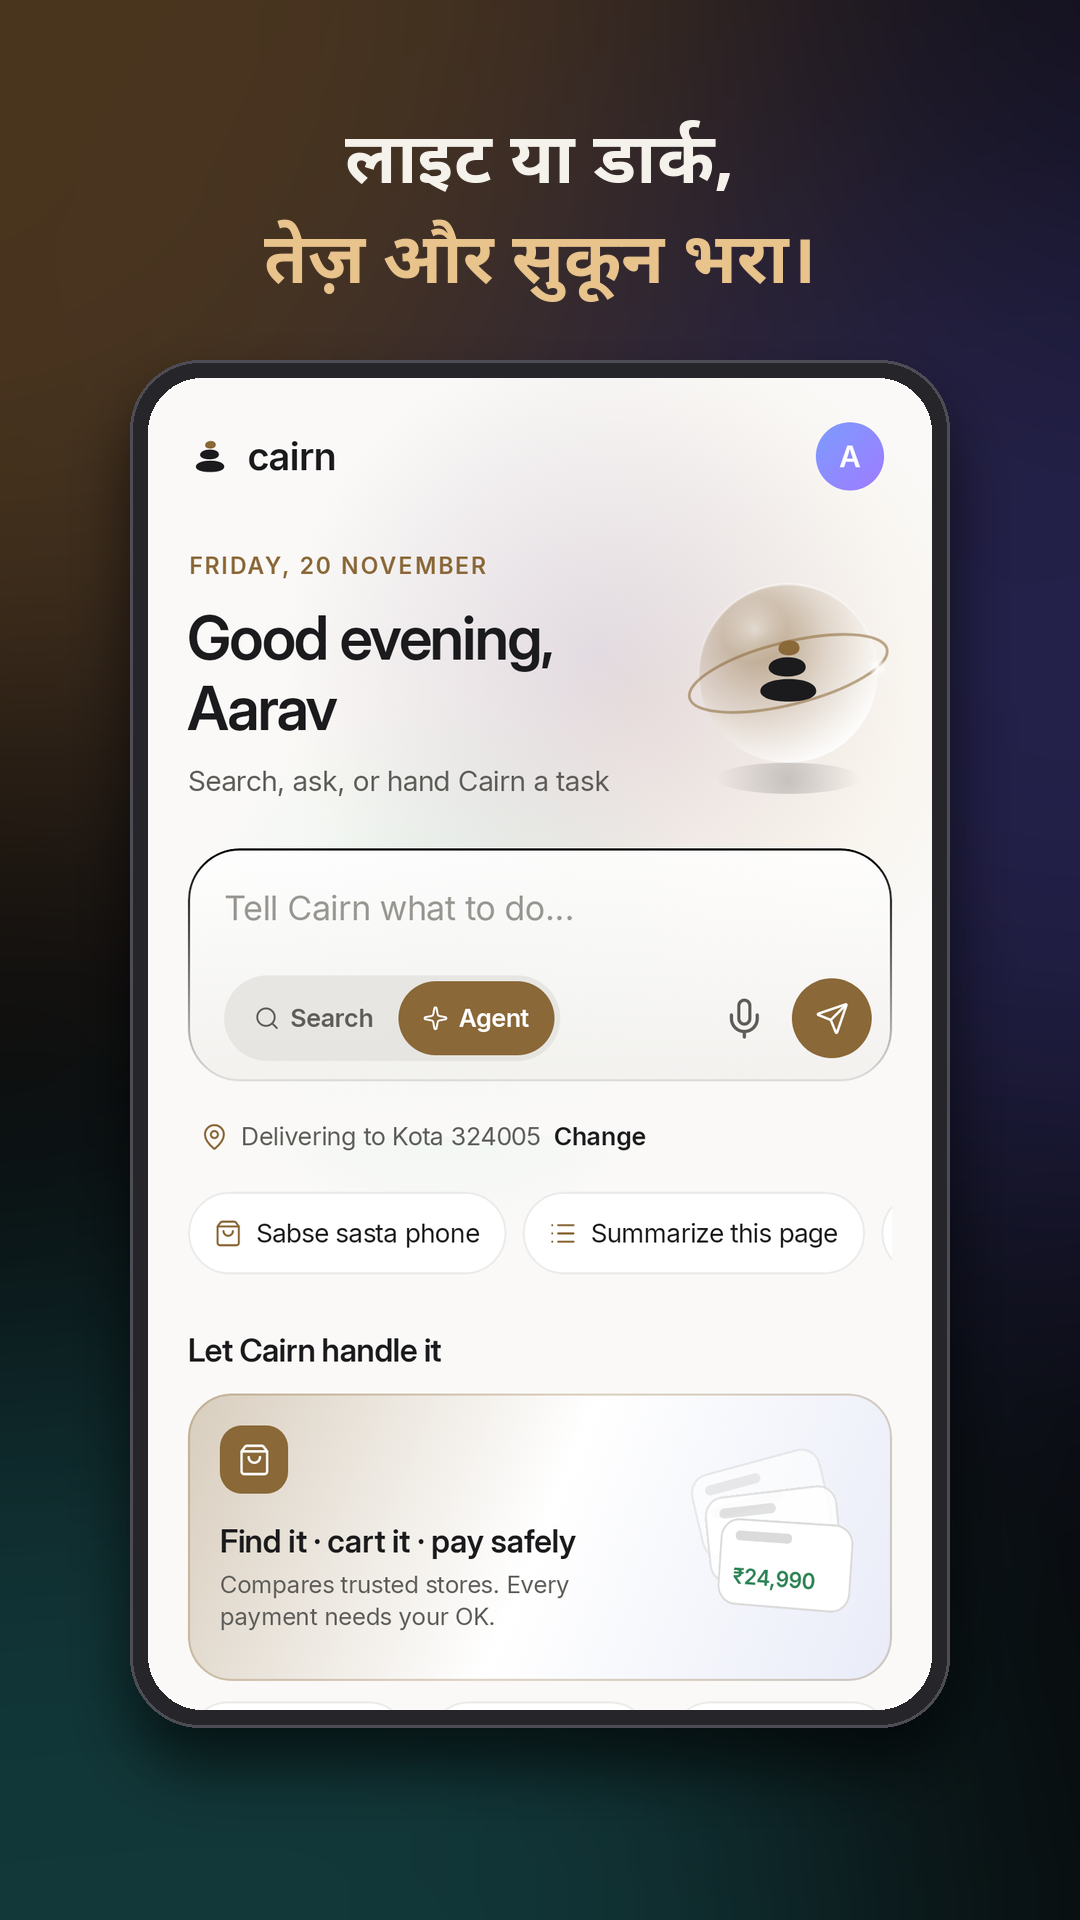 लाइट या डार्क,
तेज़ और सुकून भरा।
cairn
A
FRIDAY, 20 NOVEMBER
Good evening,
Aarav
Search, ask, or hand Cairn a task
Tell Cairn what to do...
Search
Agent
Delivering to Kota 324005 Change
Sabse sasta phone
Summarize this page
Let Cairn handle it
Find it · cart it · pay safely
Compares trusted stores. Every
payment needs your OK.
₹24,990